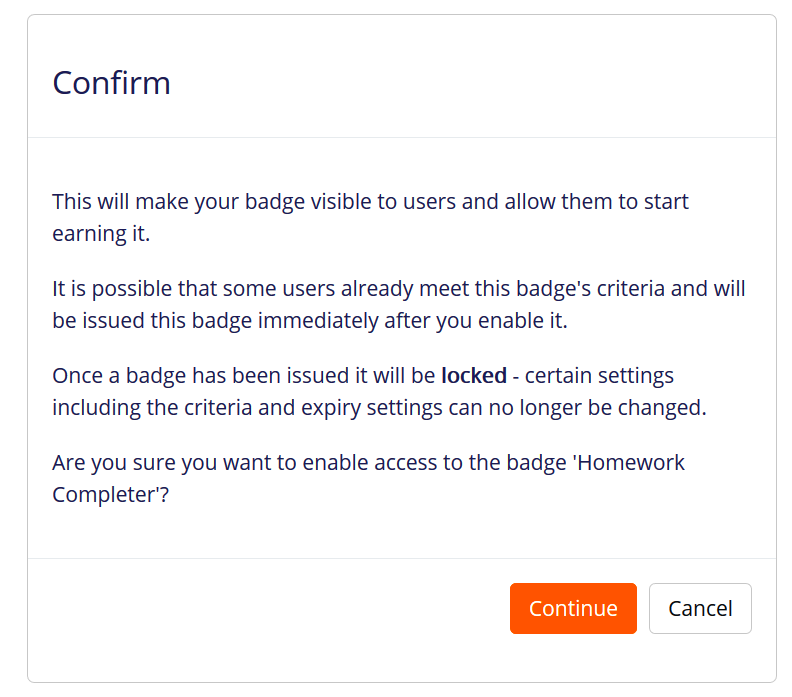 Confirm
This will make your badge visible to users and allow them to start
earning it.
It is possible that some users already meet this badge's criteria and will
be issued this badge immediately after you enable it.
Once a badge has been issued it will be locked - certain settings
including the criteria and expiry settings can no longer be changed.
Are you sure you want to enable access to the badge 'Homework
Completer'?
Continue Cancel